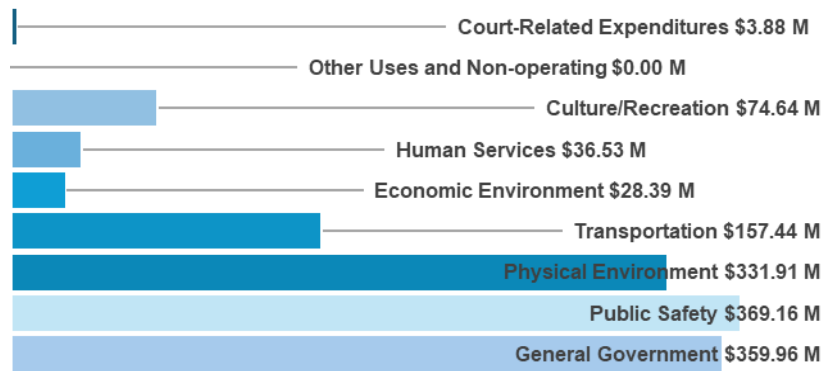 Court-Related Expenditures $3.88 M
Other Uses and Non-operating $0.00 M
Culture/Recreation $74.64 M
Human Services $36.53 M
Economic Environment $28.39 M
Transportation $157.44 M
Physical Environment $331.91 M
Public Safety $369.16 M
General Government $359.96 M